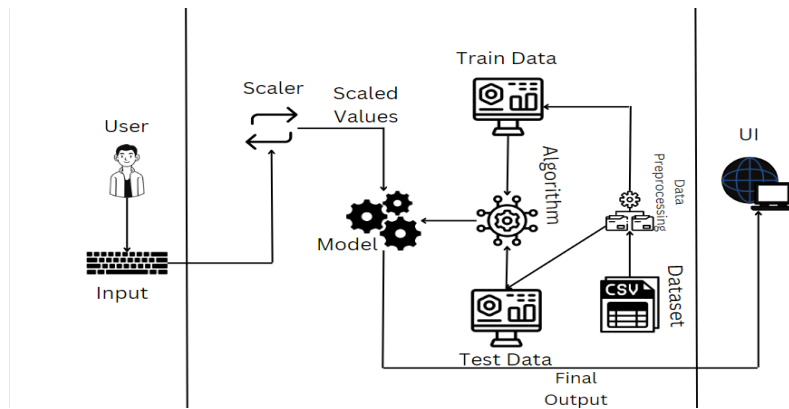 Train Data
Scaler
Scaled
Values
User
UI
Algorithm
Data
Preprocessing
Model
Input
CSV
Dataset
Test Data
Final
Output